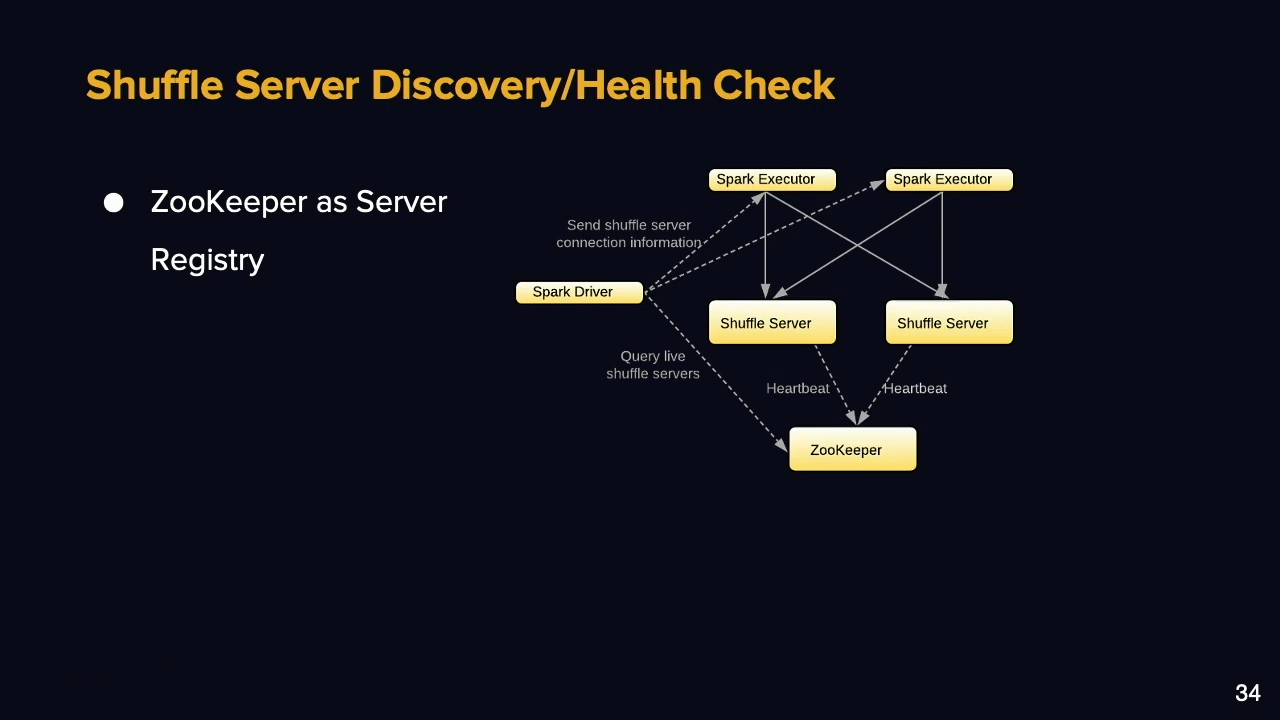 Shuffle Server Discovery/Health Check
● ZooKeeper as Server
Registry
Spark Executor
Spark Executor
Send shuffle server
connection information
Spark Driver
Shuffle Server
Shuffle Server
Query live
shuffle servers
Heartbeat
Heartbeat
ZooKeeper
34